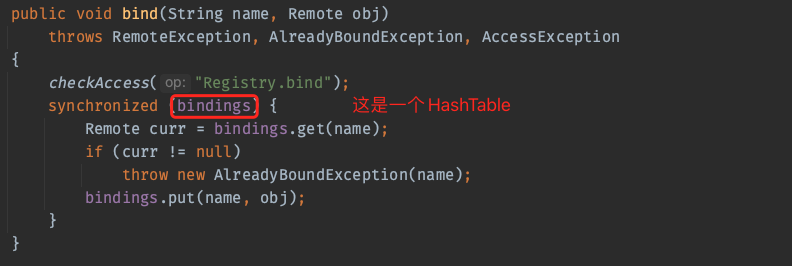 public void bind(String name, Remote obj)
throws RemoteException, AlreadyBoundException, AccessException
{
checkAccess( op: "Registry.bind");
synchronized (bindings) { 这是一个HashTable
Remote curr = bindings.get(name);
if (curr != null)
throw new AlreadyBoundException(name);
bindings.put(name, obj);
}
}